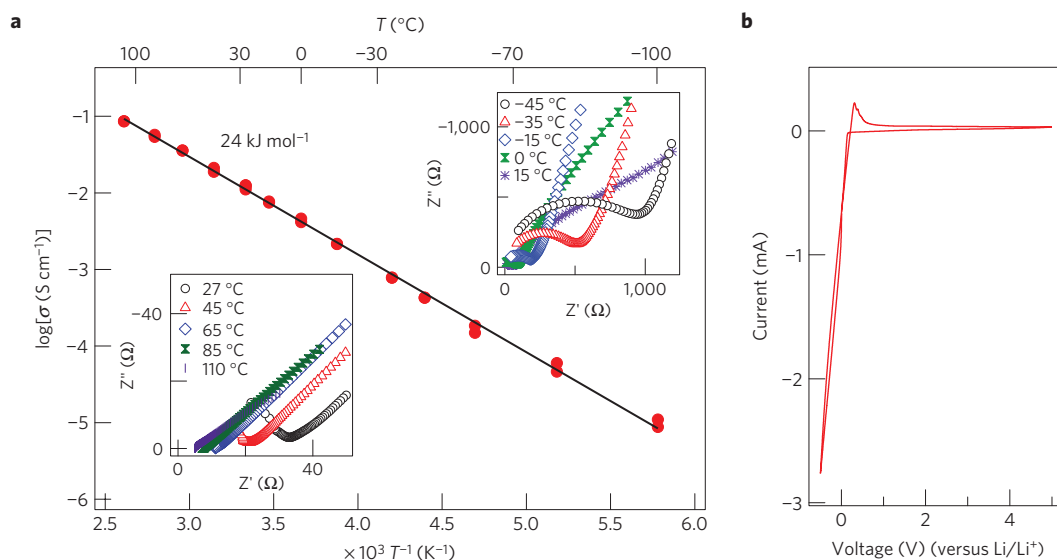 a
T (°C)
100 30 0 −30 −70 −100
−1
−2
−3
−4
−5
−6
log[σ (S cm⁻¹)]
24 kJ mol⁻¹
−45 °C
−35 °C
−15 °C
0 °C
15 °C
−1,000
0
Z″ (Ω)
0 1,000
Z′ (Ω)
27 °C
45 °C
65 °C
85 °C
110 °C
−40
0
Z″ (Ω)
0 40
Z′ (Ω)
2.5 3.0 3.5 4.0 4.5 5.0 5.5 6.0
× 10³ T⁻¹ (K⁻¹)
b
0
−1
−2
−3
Current (mA)
0 2 4
Voltage (V) (versus Li/Li⁺)